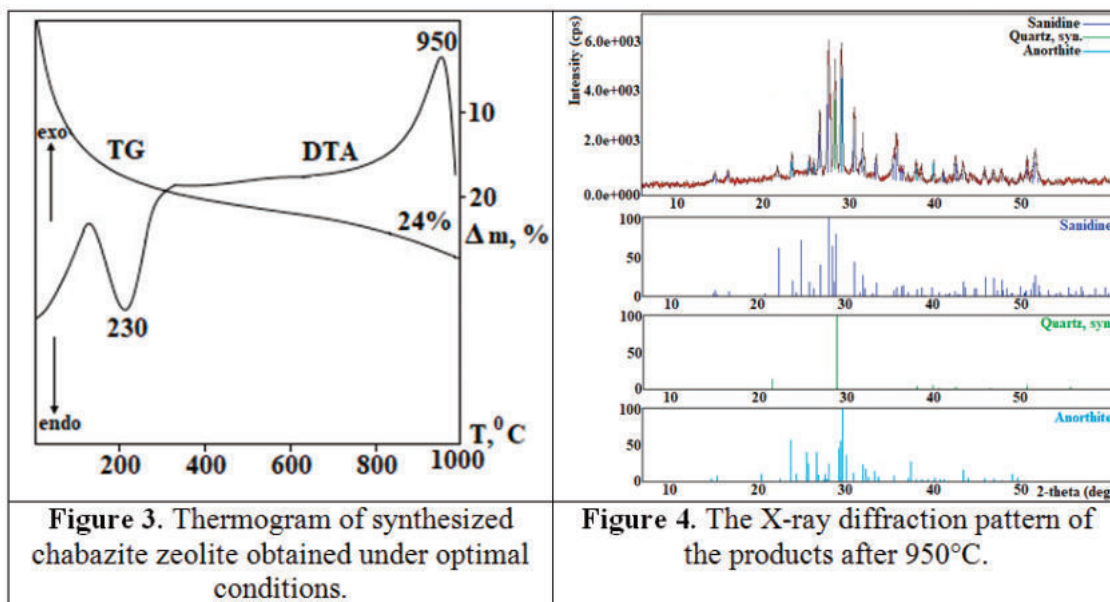 950
10
exo
TG
DTA
20
24%
Δ m, %
230
endo
T, ⁰ C
200
400
600
800
1000
Figure 3. Thermogram of synthesized
chabazite zeolite obtained under optimal
conditions.
Intensity (cps)
Sanidine
Quartz, syn.
Anorthite
6.0e+003
4.0e+003
2.0e+003
0.0e+000
10
20
30
40
50
100
Sanidine
50
0
10
20
30
40
50
100
Quartz, syn
50
0
10
20
30
40
50
100
Anorthite
50
0
10
20
30
40
50
2-theta (deg
Figure 4. The X-ray diffraction pattern of
the products after 950°C.